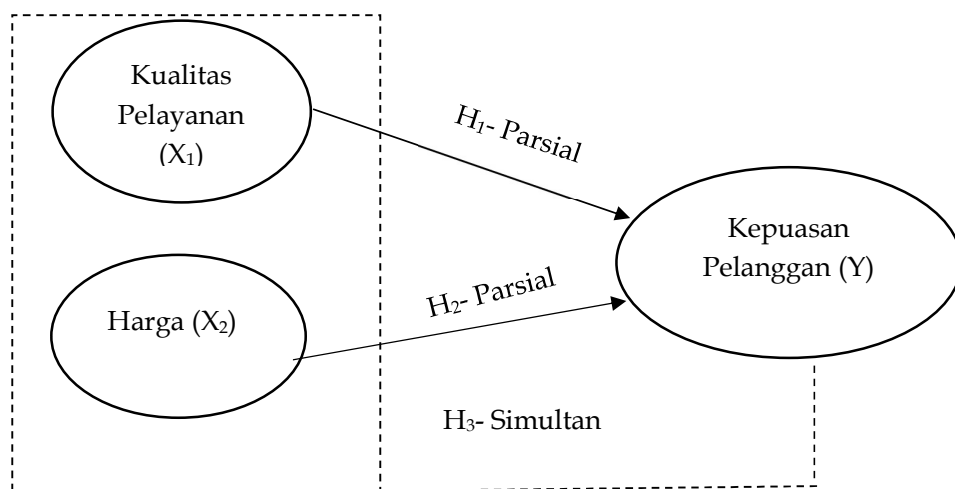 Kualitas
Pelayanan
(X₁)
H₁- Parsial
Kepuasan
Pelanggan (Y)
H₂- Parsial
Harga (X₂)
H₃- Simultan